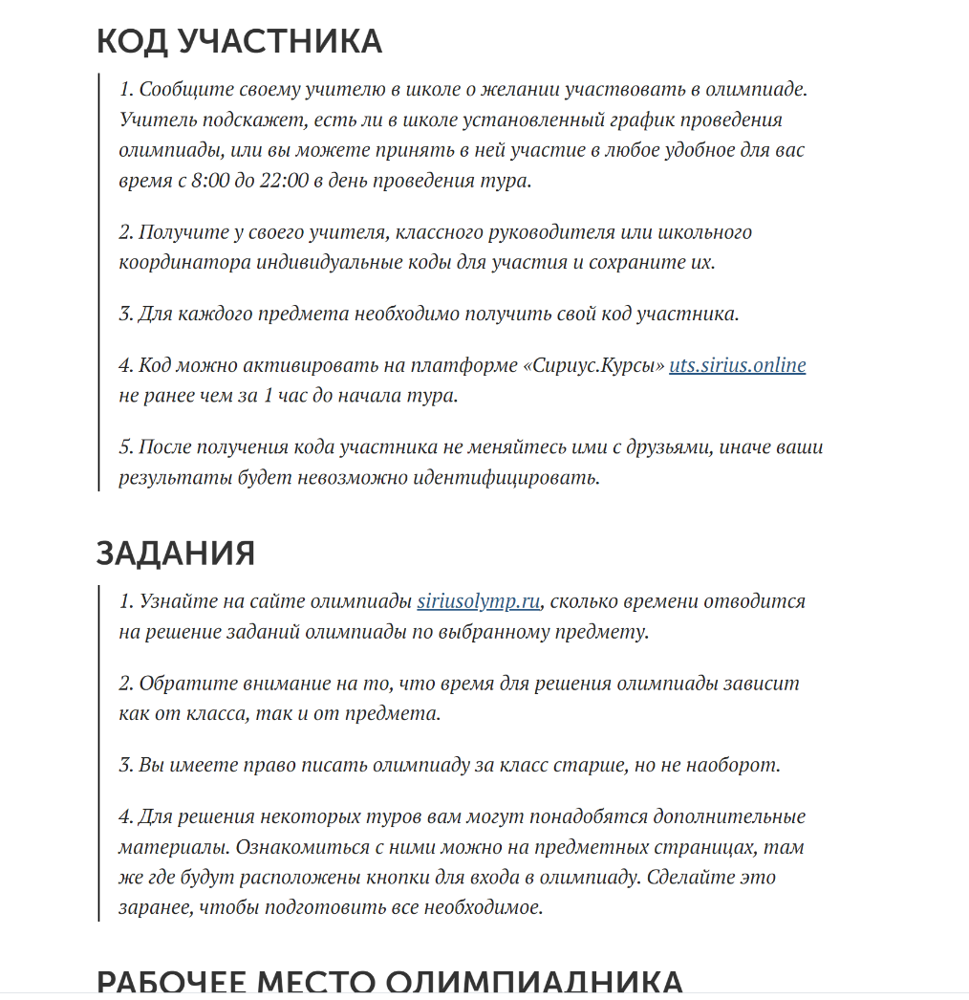 КОД УЧАСТНИКА
1. Сообщите своему учителю в школе о желании участвовать в олимпиаде.
Учитель подскажет, есть ли в школе установленный график проведения
олимпиады, или вы можете принять в ней участие в любое удобное для вас
время с 8:00 до 22:00 в день проведения тура.
2. Получите у своего учителя, классного руководителя или школьного
координатора индивидуальные коды для участия и сохраните их.
3. Для каждого предмета необходимо получить свой код участника.
4. Код можно активировать на платформе «Сириус.Курсы» uts.sirius.online
не ранее чем за 1 час до начала тура.
5. После получения кода участника не меняйтесь ими с друзьями, иначе ваши
результаты будет невозможно идентифицировать.
ЗАДАНИЯ
1. Узнайте на сайте олимпиады siriusolymp.ru, сколько времени отводится
на решение заданий олимпиады по выбранному предмету.
2. Обратите внимание на то, что время для решения олимпиады зависит
как от класса, так и от предмета.
3. Вы имеете право писать олимпиаду за класс старше, но не наоборот.
4. Для решения некоторых туров вам могут понадобятся дополнительные
материалы. Ознакомиться с ними можно на предметных страницах, там
же где будут расположены кнопки для входа в олимпиаду. Сделайте это
заранее, чтобы подготовить все необходимое.
РАБОЧЕЕ МЕСТО ОЛИМПИАДНИКА